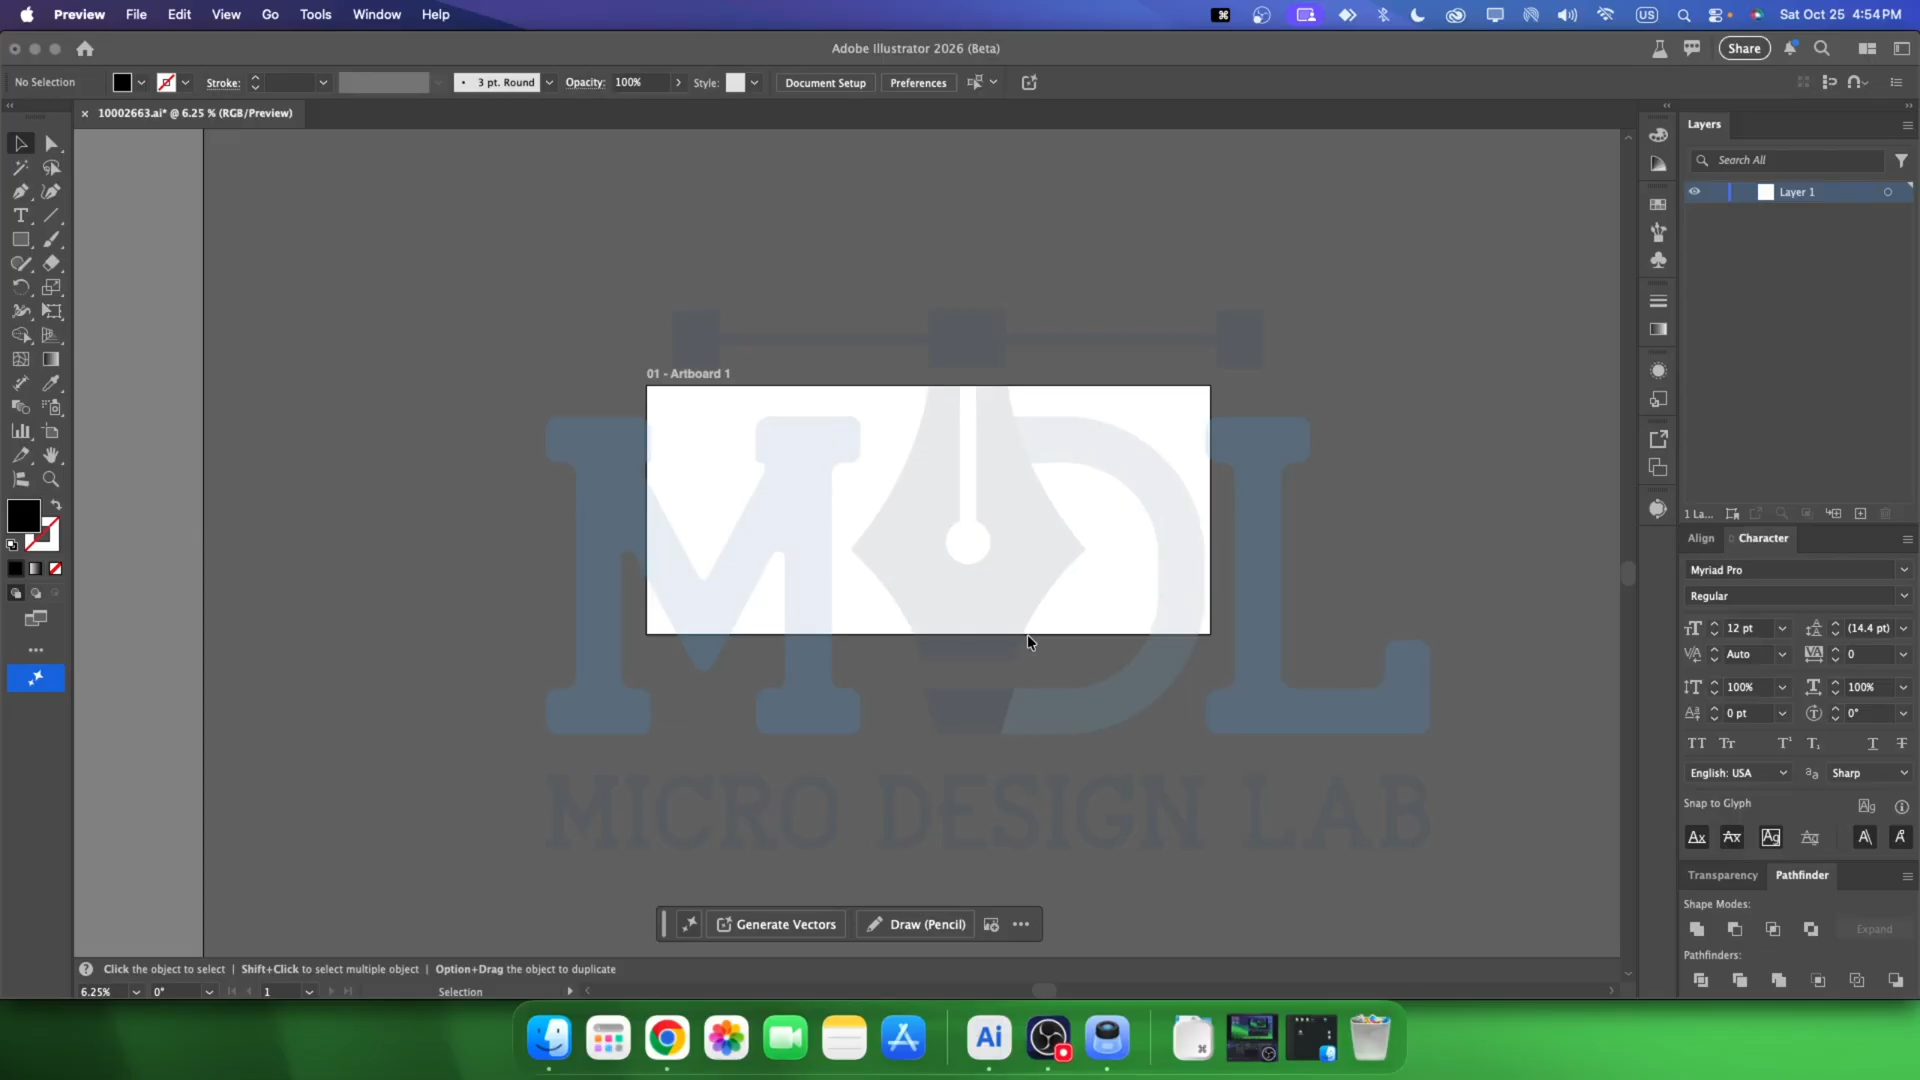 Preview File Edit View Go Tools Window Help US Sat Oct 25 4:54 PM
Adobe Illustrator 2026 (Beta) Share
No Selection Stroke: 3 pt. Round Opacity: 100% Style: Document Setup Preferences
10002663.ai* @ 6.25 % (RGB/Preview)
Layers
Search All
Layer 1
01 - Artboard 1
MDL
MICRO DESIGN LAB
1 La...
Align Character
Myriad Pro
Regular
12 pt (14.4 pt)
Auto 0
100% 100%
0 pt 0°
English: USA Sharp
Snap to Glyph
Transparency Pathfinder
Shape Modes:
Expand
Pathfinders:
Generate Vectors Draw (Pencil)
Click the object to select | Shift+Click to select multiple object | Option+Drag the object to duplicate
6.25% 0° 1 Selection
Ai